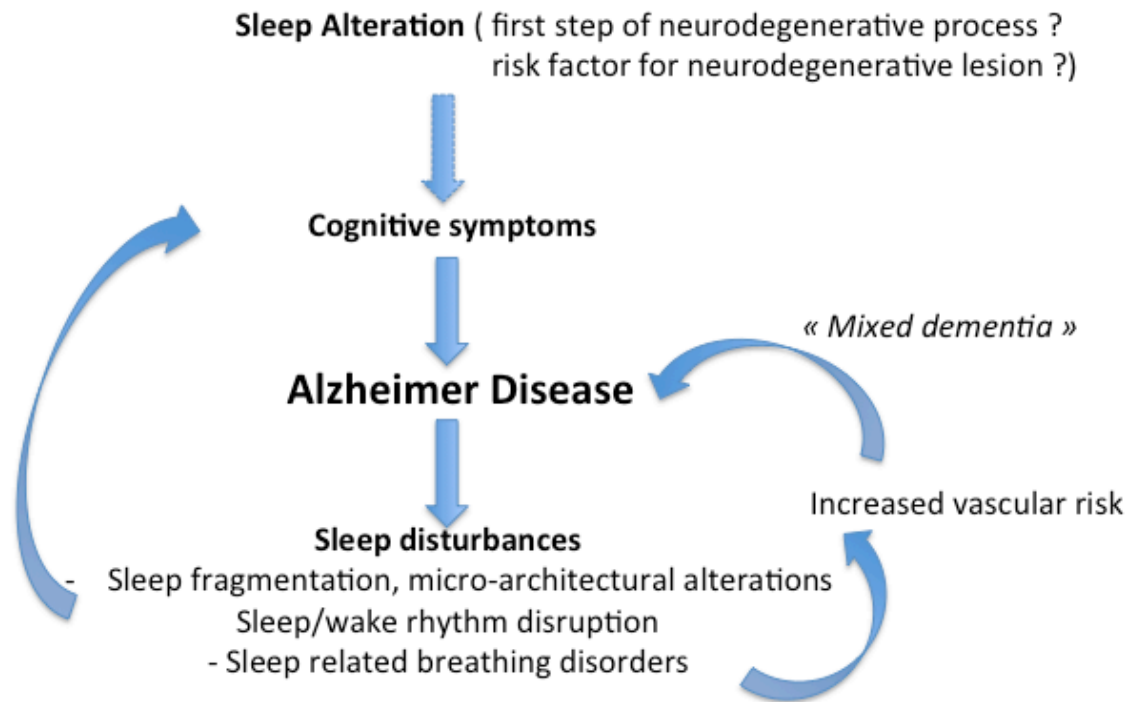 Sleep Alteration ( first step of neurodegenerative process ?
risk factor for neurodegenerative lesion ?)
Cognitive symptoms
« Mixed dementia »
Alzheimer Disease
Increased vascular risk
Sleep disturbances
- Sleep fragmentation, micro-architectural alterations
Sleep/wake rhythm disruption
- Sleep related breathing disorders